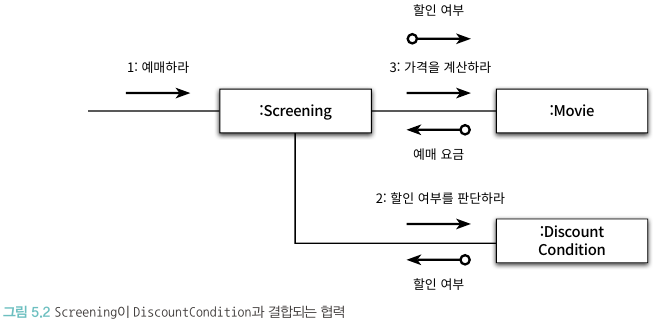 할인 여부
1: 예매하라
3: 가격을 계산하라
:Screening
:Movie
예매 요금
2: 할인 여부를 판단하라
:Discount
Condition
할인 여부
그림 5.2 Screening이 DiscountCondition과 결합되는 협력